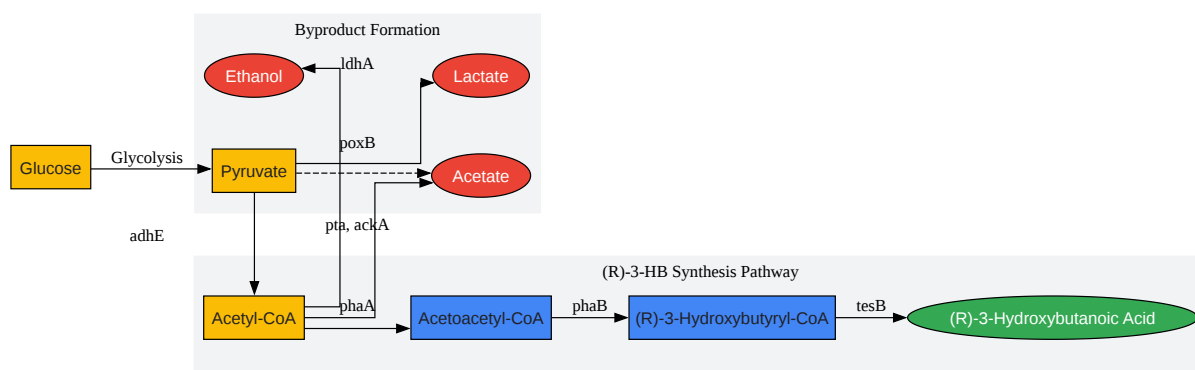 Byproduct Formation
Ethanol
ldhA
Lactate
poxB
Glucose
Glycolysis
Pyruvate
Acetate
pta, ackA
adhE
(R)-3-HB Synthesis Pathway
Acetyl-CoA
phaA
Acetoacetyl-CoA
phaB
(R)-3-Hydroxybutyryl-CoA
tesB
(R)-3-Hydroxybutanoic Acid